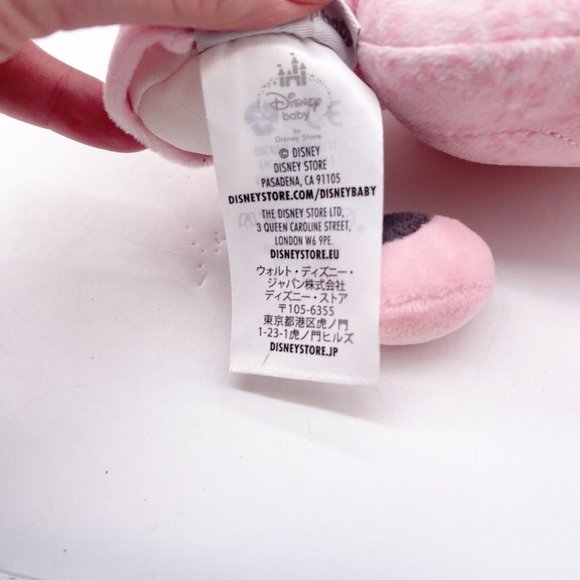 Disney
baby
by
Disney Store
© DISNEY
DISNEY STORE
PASADENA, CA 91105
DISNEYSTORE.COM/DISNEYBABY
THE DISNEY STORE LTD,
3 QUEEN CAROLINE STREET,
LONDON W6 9PE.
DISNEYSTORE.EU
ウォルト・ディズニー・
ジャパン株式会社
ディズニー・ストア
〒105-6355
東京都港区虎ノ門
1-23-1虎ノ門ヒルズ
DISNEYSTORE.JP